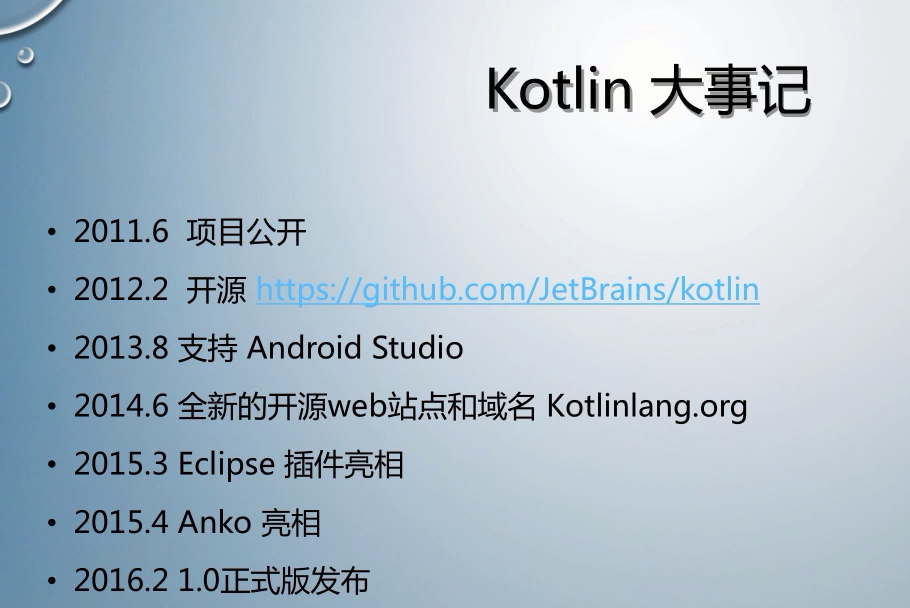 Kotlin 大事记
• 2011.6 项目公开
• 2012.2 开源 https://github.com/JetBrains/kotlin
• 2013.8 支持 Android Studio
• 2014.6 全新的开源web站点和域名 Kotlinlang.org
• 2015.3 Eclipse 插件亮相
• 2015.4 Anko 亮相
• 2016.2 1.0正式版发布